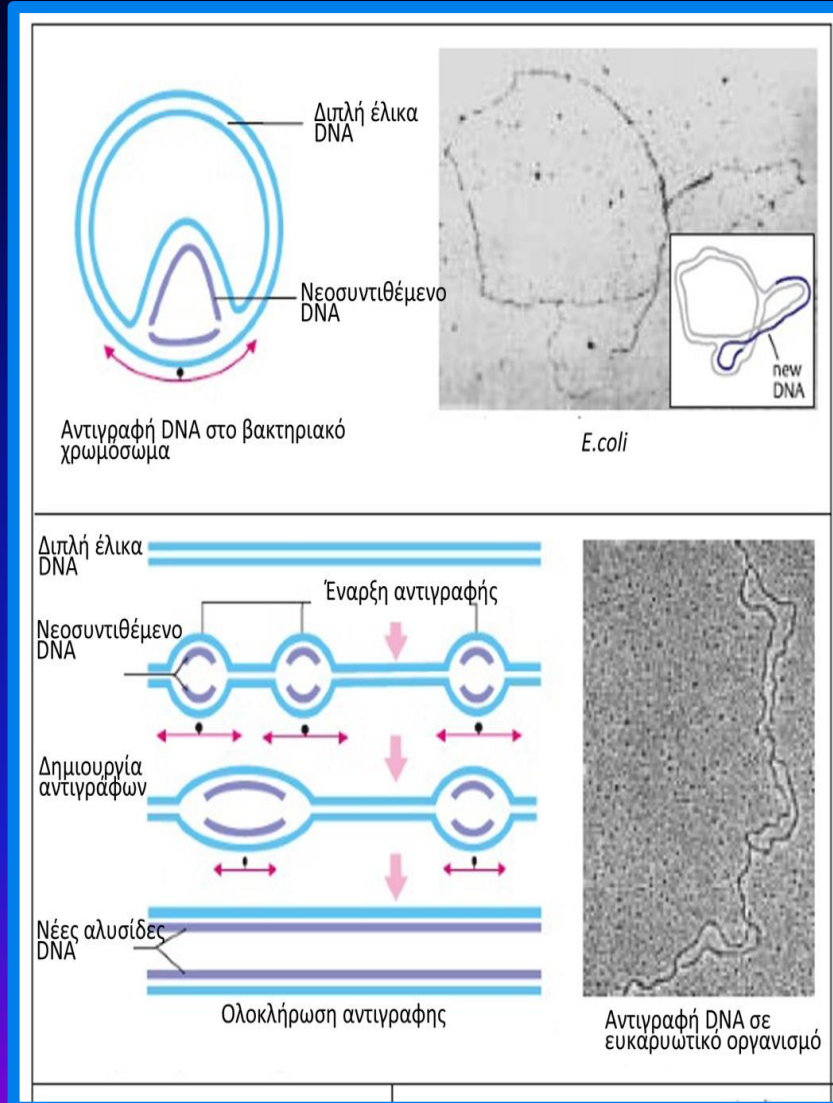 Διπλή έλικα
DNA
Νεοσυντιθέμενο
DNA
new
DNA
Αντιγραφή DNA στο βακτηριακό
χρωμόσωμα
E.coli
Διπλή έλικα
DNA
Έναρξη αντιγραφής
Νεοσυντιθέμενο
DNA
Δημιουργία
αντιγράφων
Νέες αλυσίδες
DNA
Ολοκλήρωση αντιγραφης
Αντιγραφή DNA σε
ευκαρυωτικό οργανισμό